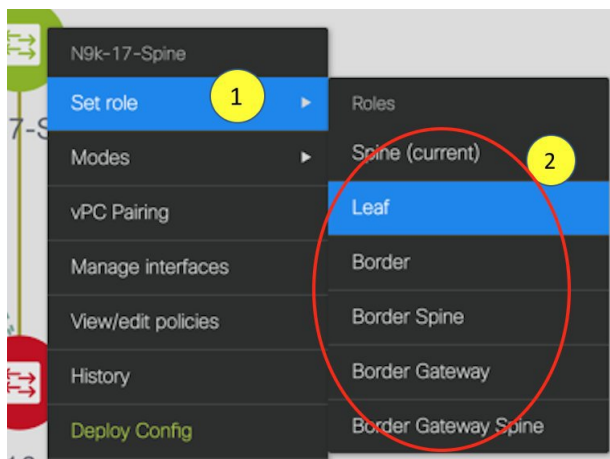 N9k-17-Spine
Set role
1
Roles
7-S
Modes
Spine (current)
2
vPC Pairing
Leaf
Manage interfaces
Border
View/edit policies
Border Spine
History
Border Gateway
Deploy Config
Border Gateway Spine